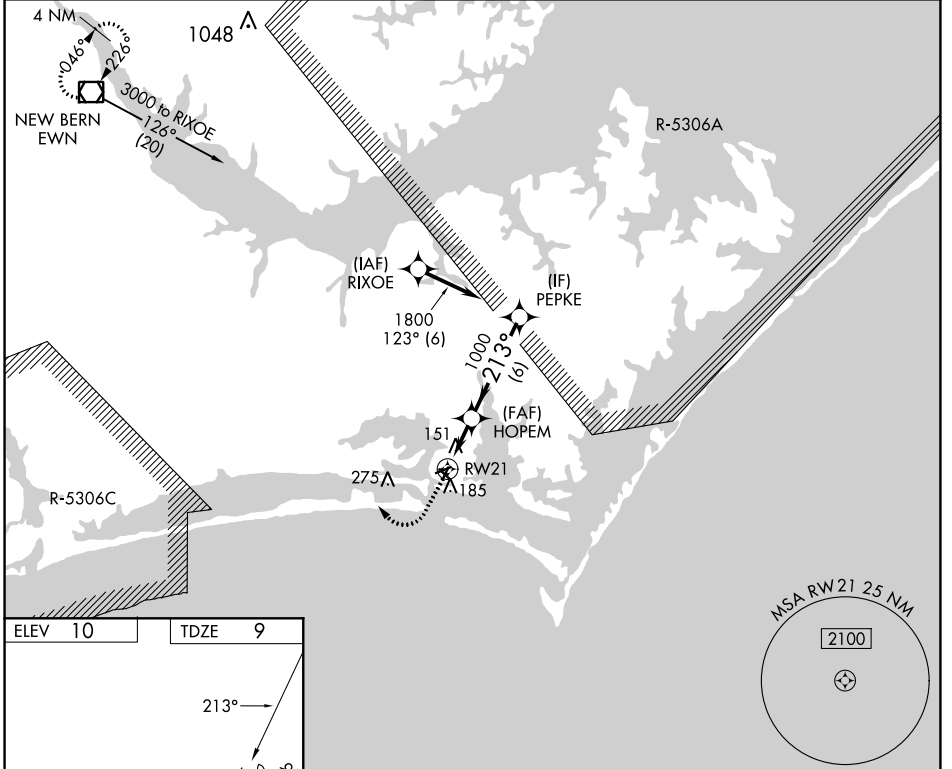 4 NM
046°
226°
1048
NEW BERN
EWN
3000 to RIXOE
126°
(20)
R-5306A
(IAF)
RIXOE
(IF)
PEPKE
1800
123° (6)
1000
213°
(6)
(FAF)
HOPEM
151
RW21
275
185
R-5306C
MSA RW21 25 NM
2100
ELEV 10
TDZE 9
213°